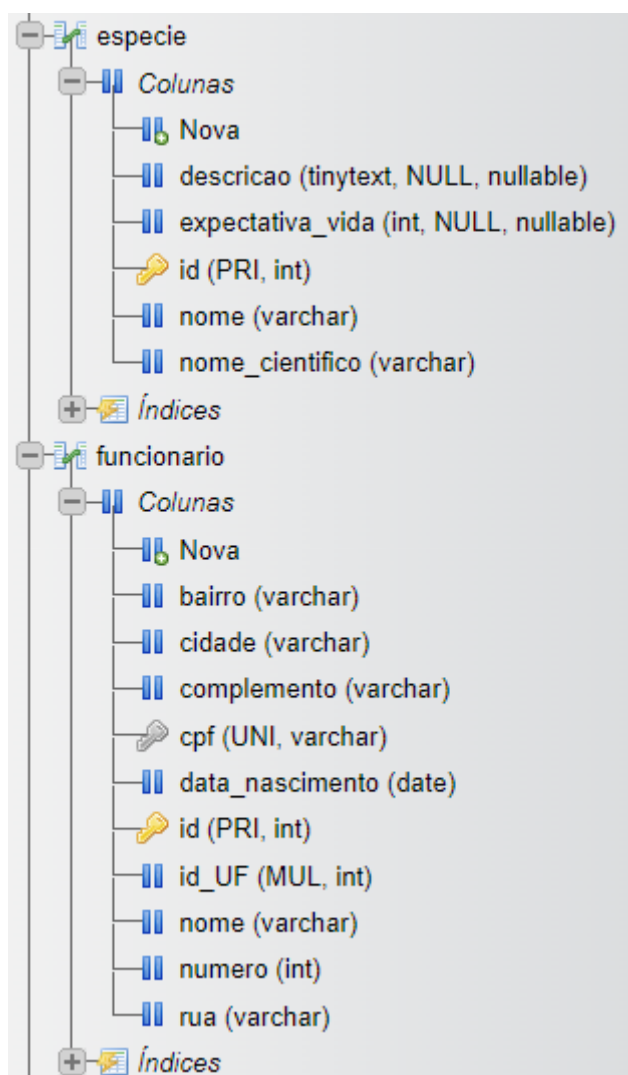 especie
Colunas
Nova
descricao (tinytext, NULL, nullable)
expectativa_vida (int, NULL, nullable)
id (PRI, int)
nome (varchar)
nome_cientifico (varchar)
Índices
funcionario
Colunas
Nova
bairro (varchar)
cidade (varchar)
complemento (varchar)
cpf (UNI, varchar)
data_nascimento (date)
id (PRI, int)
id_UF (MUL, int)
nome (varchar)
numero (int)
rua (varchar)
Índices